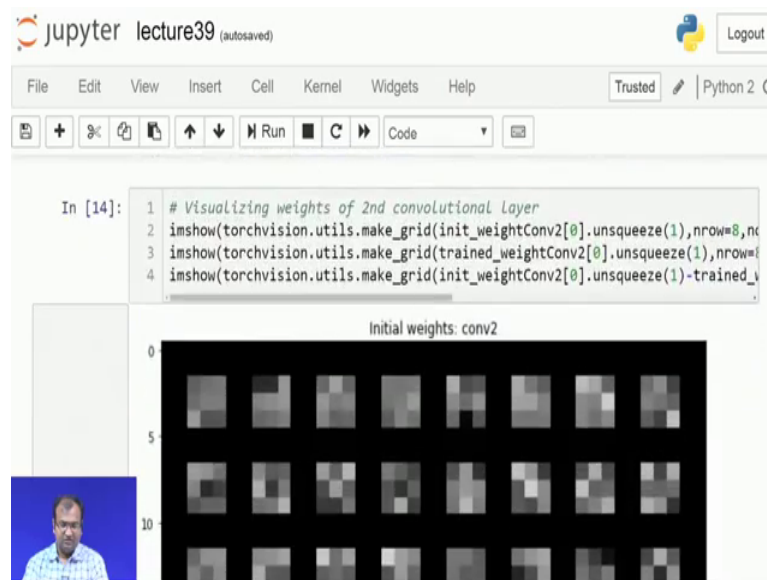 jupyter lecture39 (autosaved)
Logout
File Edit View Insert Cell Kernel Widgets Help
Trusted
Python 2
Run
Code
In [14]:
1 # Visualizing weights of 2nd convolutional layer
2 imshow(torchvision.utils.make_grid(init_weightConv2[0].unsqueeze(1),nrow=8,no
3 imshow(torchvision.utils.make_grid(trained_weightConv2[0].unsqueeze(1),nrow=
4 imshow(torchvision.utils.make_grid(init_weightConv2[0].unsqueeze(1)-trained_
Initial weights: conv2
0
5
10